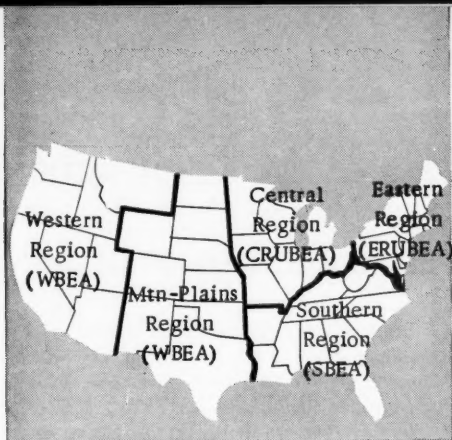 Western
Region
(WBEA)
Mtn-Plains
Region
(WBEA)
Central
Region
(CRUBEA)
Eastern
Region
(ERUBEA)
Southern
Region
(SBEA)